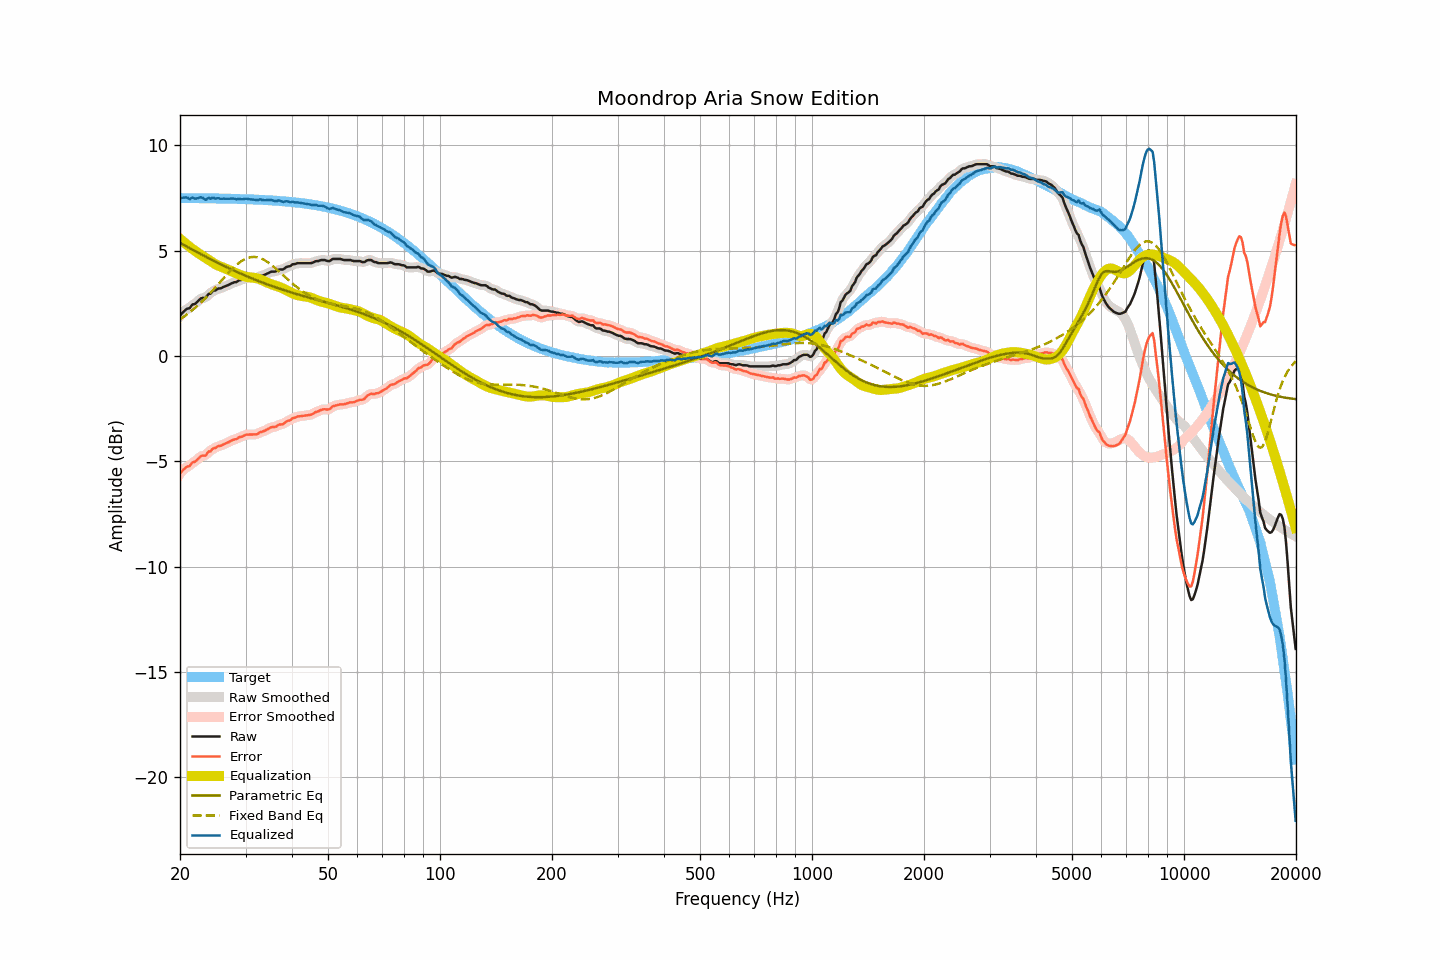 Moondrop Aria Snow Edition
10
5
0
−5
−10
−15
−20
Amplitude (dBr)
Target
Raw Smoothed
Error Smoothed
Raw
Error
Equalization
Parametric Eq
Fixed Band Eq
Equalized
20 50 100 200 500 1000 2000 5000 10000 20000
Frequency (Hz)